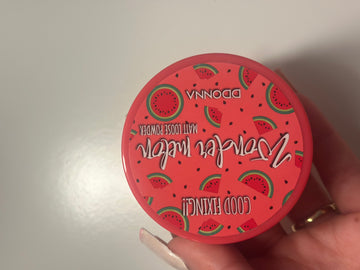 GOOD FIXING!!
Wonder melon
MATT LOOSE POWDER
DDONNA